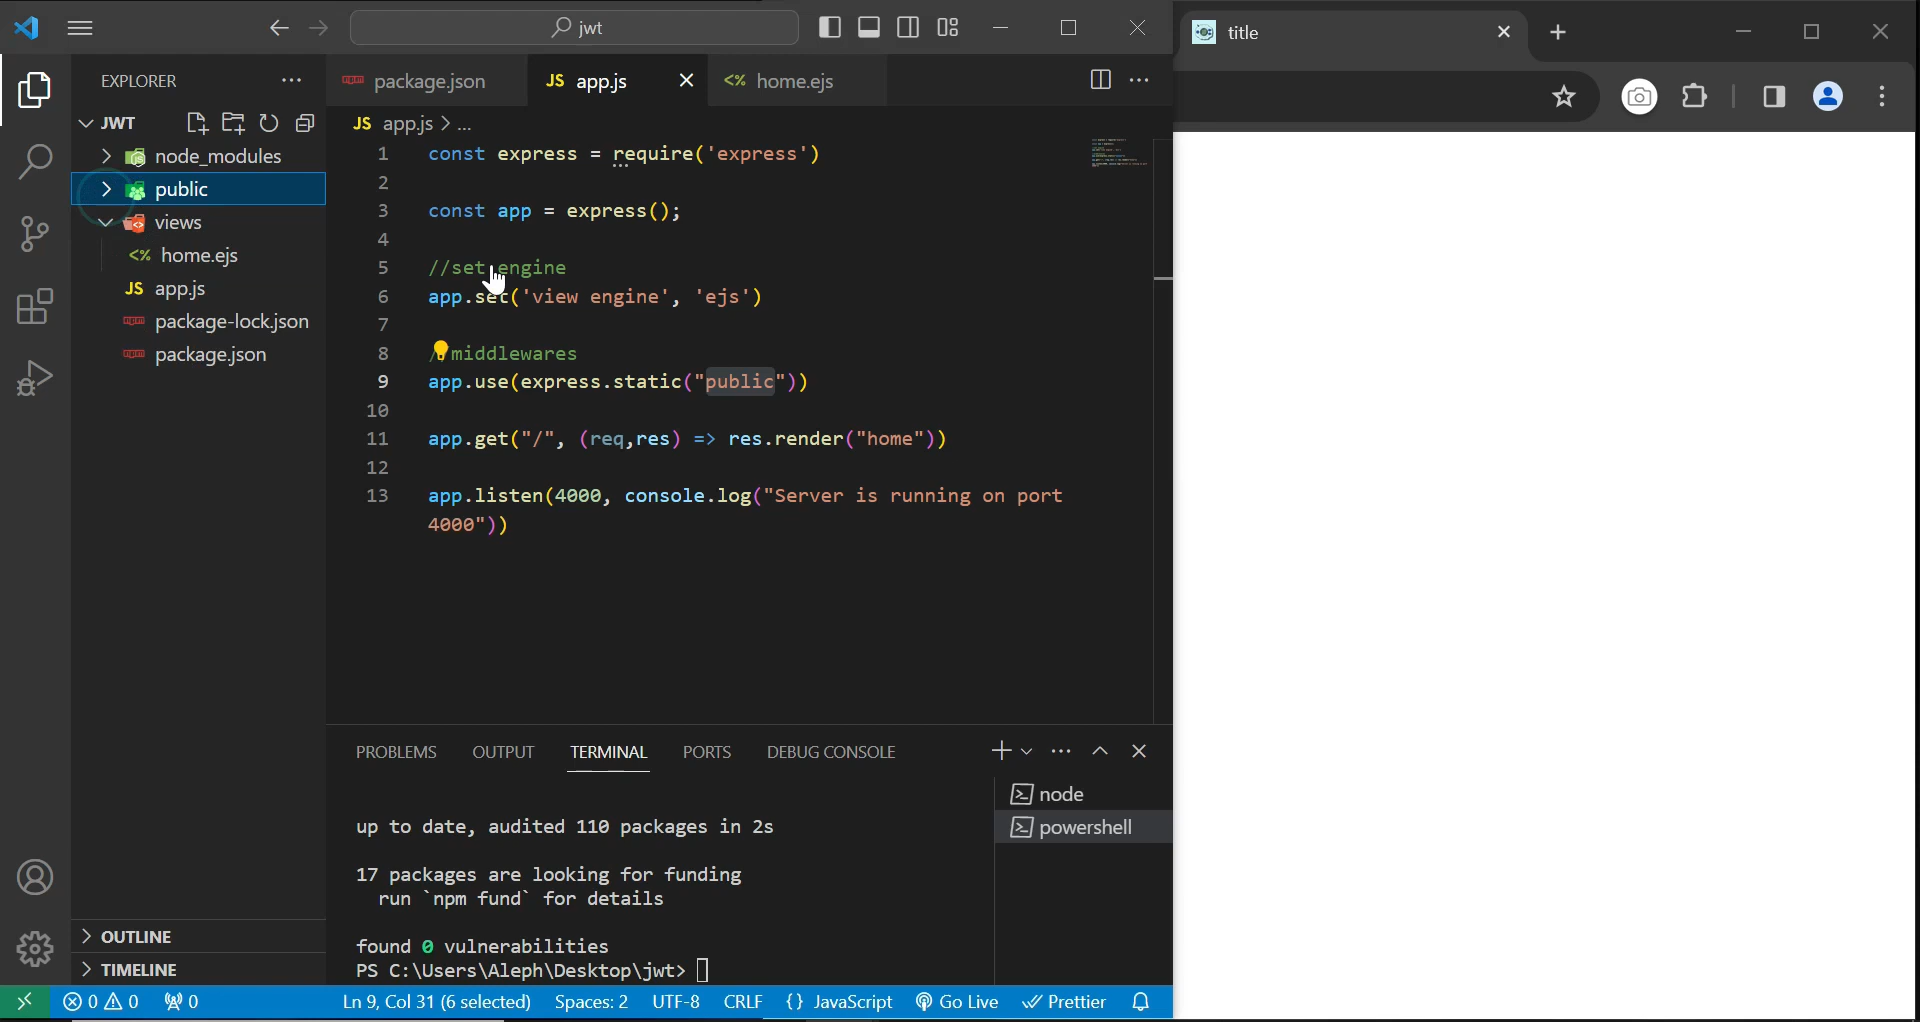 jwt
title
EXPLORER
package.json
JS app.js
<% home.ejs
JWT
node_modules
public
views
<% home.ejs
JS app.js
package-lock.json
package.json
JS app.js > ...
1 const express = require('express')
2
3 const app = express();
4
5 //set engine
6 app.set('view engine', 'ejs')
7
8 //middlewares
9 app.use(express.static("public"))
10
11 app.get("/", (req,res) => res.render("home"))
12
13 app.listen(4000, console.log("Server is running on port
4000"))
PROBLEMS OUTPUT TERMINAL PORTS DEBUG CONSOLE
node
powershell
up to date, audited 110 packages in 2s
17 packages are looking for funding
run `npm fund` for details
found 0 vulnerabilities
PS C:\Users\Aleph\Desktop\jwt>
OUTLINE
TIMELINE
0 0 0 Ln 9, Col 31 (6 selected) Spaces: 2 UTF-8 CRLF {} JavaScript Go Live Prettier